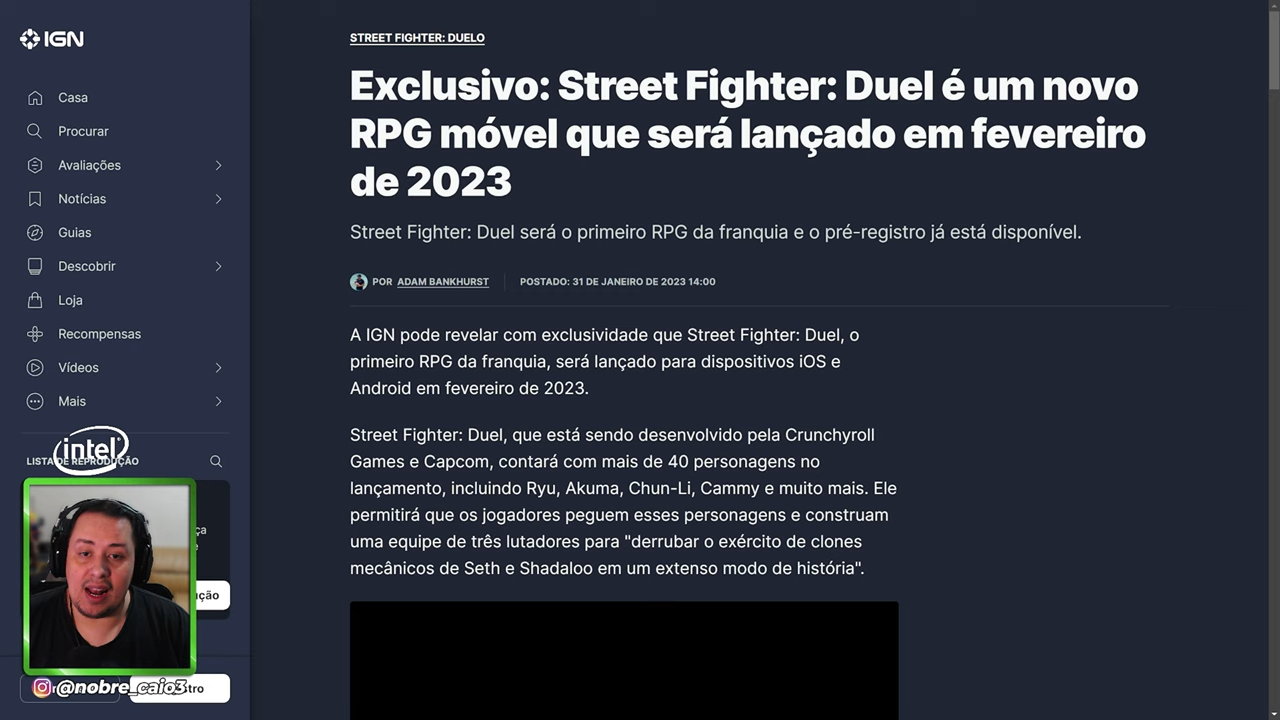 IGN
Casa
Procurar
Avaliações
Notícias
Guias
Descobrir
Loja
Recompensas
Vídeos
Mais
intel
LISTA DE REPRODUÇÃO
ução
@nobre_caio3
STREET FIGHTER: DUELO
Exclusivo: Street Fighter: Duel é um novo
RPG móvel que será lançado em fevereiro
de 2023
Street Fighter: Duel será o primeiro RPG da franquia e o pré-registro já está disponível.
POR ADAM BANKHURST
POSTADO: 31 DE JANEIRO DE 2023 14:00
A IGN pode revelar com exclusividade que Street Fighter: Duel, o
primeiro RPG da franquia, será lançado para dispositivos iOS e
Android em fevereiro de 2023.
Street Fighter: Duel, que está sendo desenvolvido pela Crunchyroll
Games e Capcom, contará com mais de 40 personagens no
lançamento, incluindo Ryu, Akuma, Chun-Li, Cammy e muito mais. Ele
permitirá que os jogadores peguem esses personagens e construam
uma equipe de três lutadores para "derrubar o exército de clones
mecânicos de Seth e Shadaloo em um extenso modo de história".